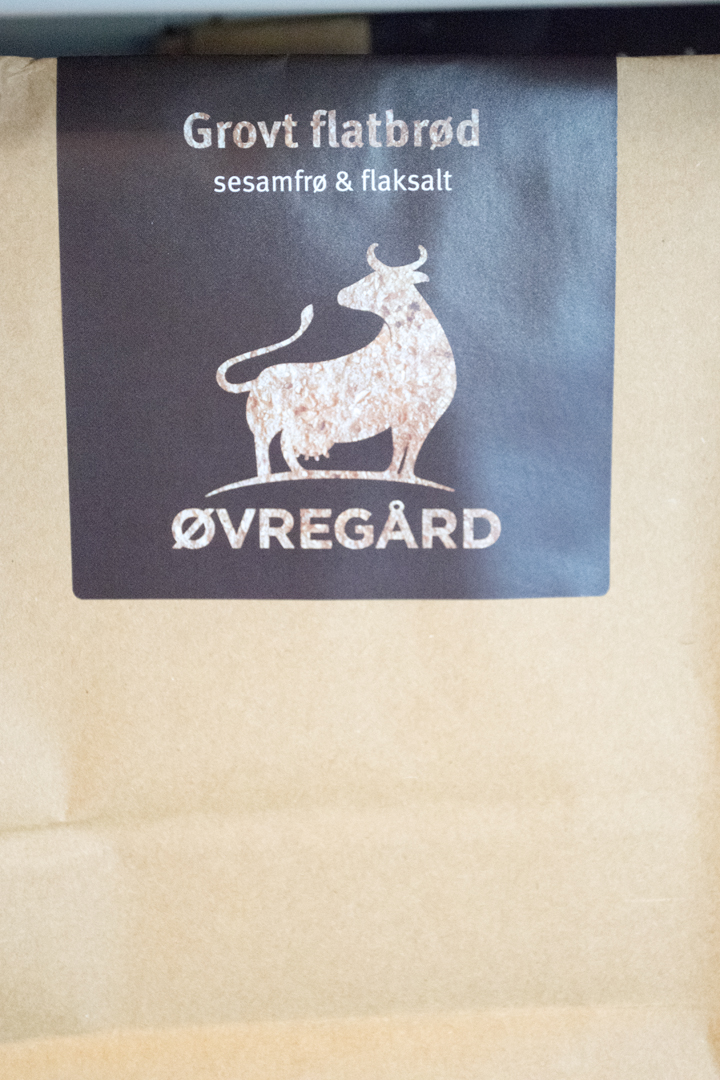 Grovt flatbrød
sesamfrø & flaksalt
ØVREGÅRD